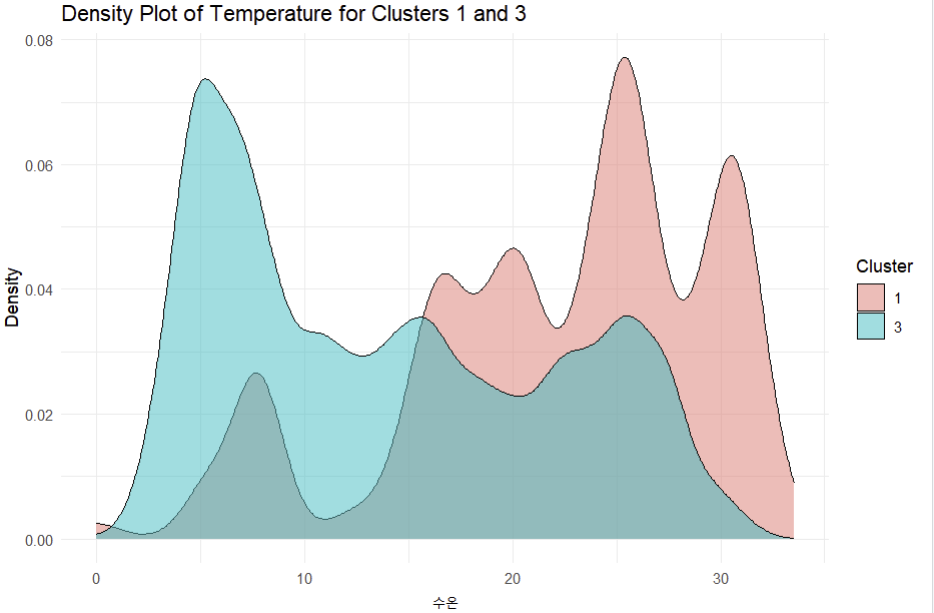 Density Plot of Temperature for Clusters 1 and 3
0.08
0.06
0.04
0.02
0.00
Density
0 10 20 30
수온
Cluster
1
3